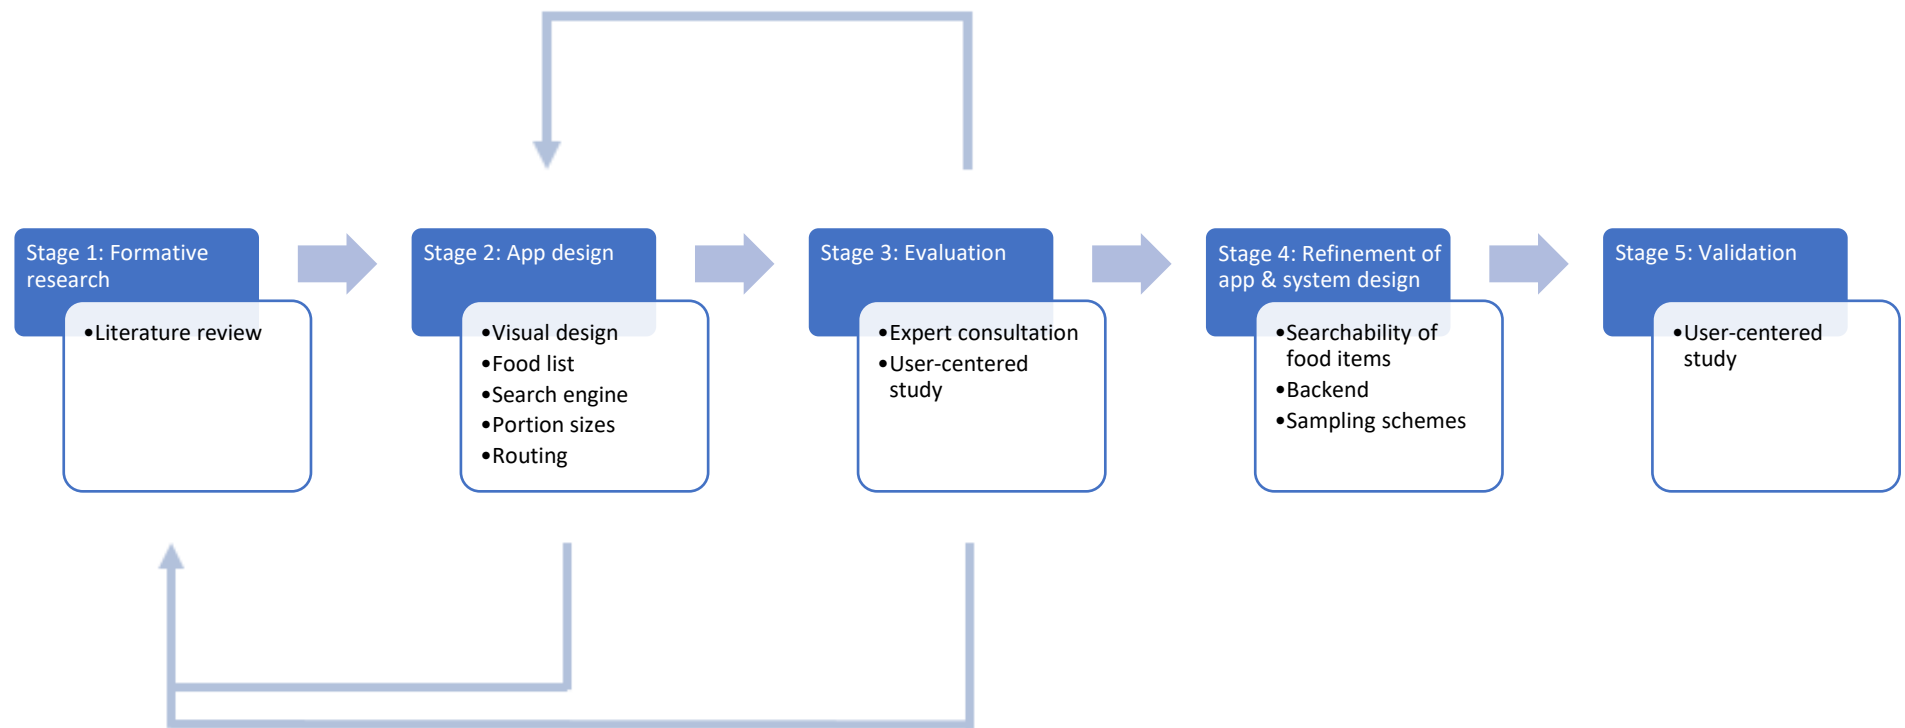 Stage 1: Formative
research
•Literature review
Stage 2: App design
•Visual design
•Food list
•Search engine
•Portion sizes
•Routing
Stage 3: Evaluation
•Expert consultation
•User-centered
study
Stage 4: Refinement of
app & system design
•Searchability of
food items
•Backend
•Sampling schemes
Stage 5: Validation
•User-centered
study